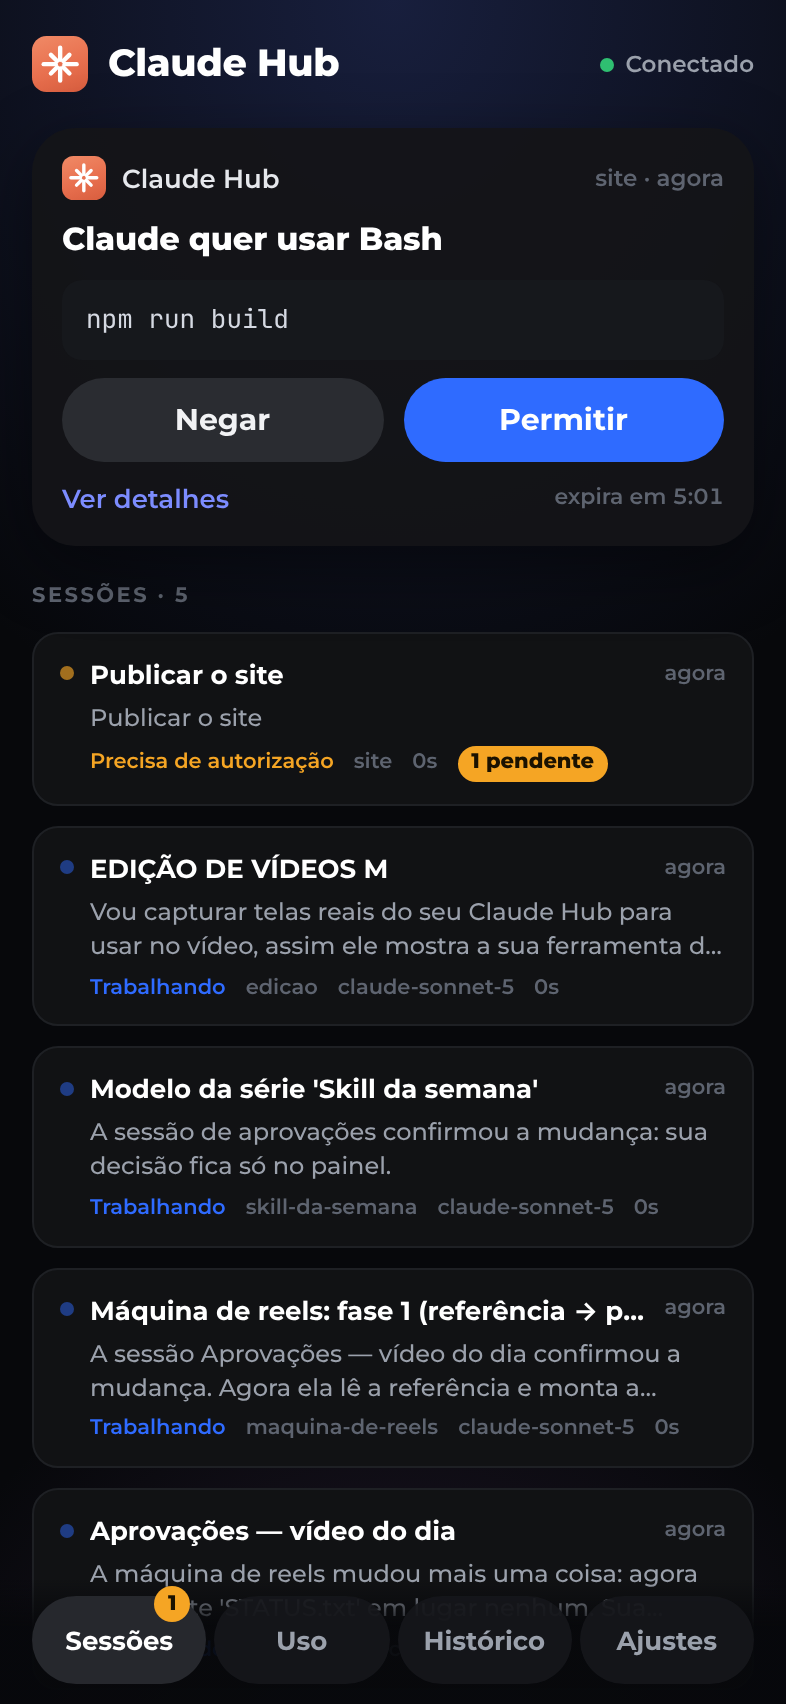 Claude Hub
Conectado
Claude Hub
site · agora
Claude quer usar Bash
npm run build
Negar
Permitir
Ver detalhes
expira em 5:01
SESSÕES · 5
Publicar o site
agora
Publicar o site
Precisa de autorização site 0s 1 pendente
EDIÇÃO DE VÍDEOS M
agora
Vou capturar telas reais do seu Claude Hub para
usar no vídeo, assim ele mostra a sua ferramenta d...
Trabalhando edicao claude-sonnet-5 0s
Modelo da série 'Skill da semana'
agora
A sessão de aprovações confirmou a mudança: sua
decisão fica só no painel.
Trabalhando skill-da-semana claude-sonnet-5 0s
Máquina de reels: fase 1 (referência → p...
agora
A sessão Aprovações — vídeo do dia confirmou a
mudança. Agora ela lê a referência e monta a...
Trabalhando maquina-de-reels claude-sonnet-5 0s
Aprovações — vídeo do dia
agora
A máquina de reels mudou mais uma coisa: agora
'STATUS.txt' em lugar nenhum. Sua...
1
Sessões
Uso
Histórico
Ajustes